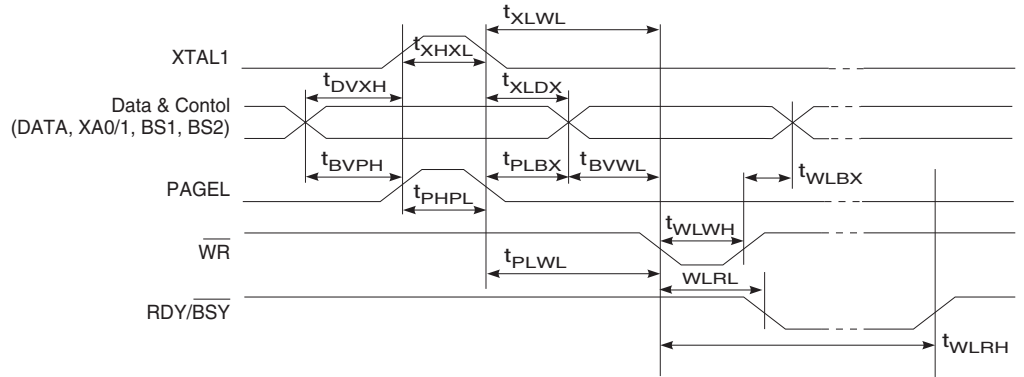 tXLWL
XTAL1
tXHXL
tDVXH
tXLDX
Data & Contol
(DATA, XA0/1, BS1, BS2)
tBVPH
tPLBX
tBVWL
tWLBX
PAGEL
tPHPL
tWLWH
WR
tPLWL
WLRL
RDY/BSY
tWLRH